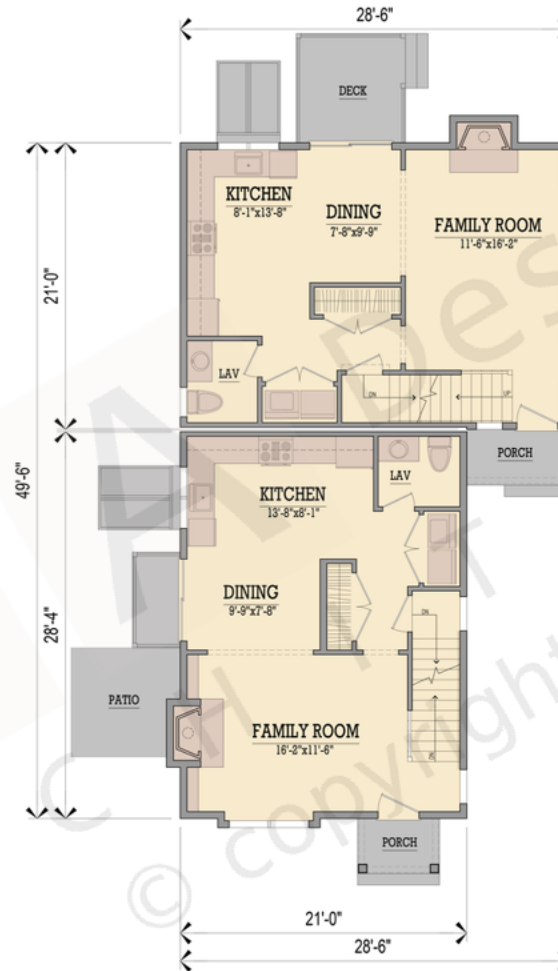 28'-6"
DECK
KITCHEN
8'-1"x13'-8"
DINING
7'-8"x9'-9"
FAMILY ROOM
11'-6"x16'-2"
21'-0"
LAV
DN
UP
PORCH
49'-6"
28'-4"
KITCHEN
13'-8"x8'-1"
LAV
DINING
9'-9"x7'-8"
DN
PATIO
FAMILY ROOM
16'-2"x11'-6"
UP
PORCH
21'-0"
28'-6"
A Des
C H I T
© copyright